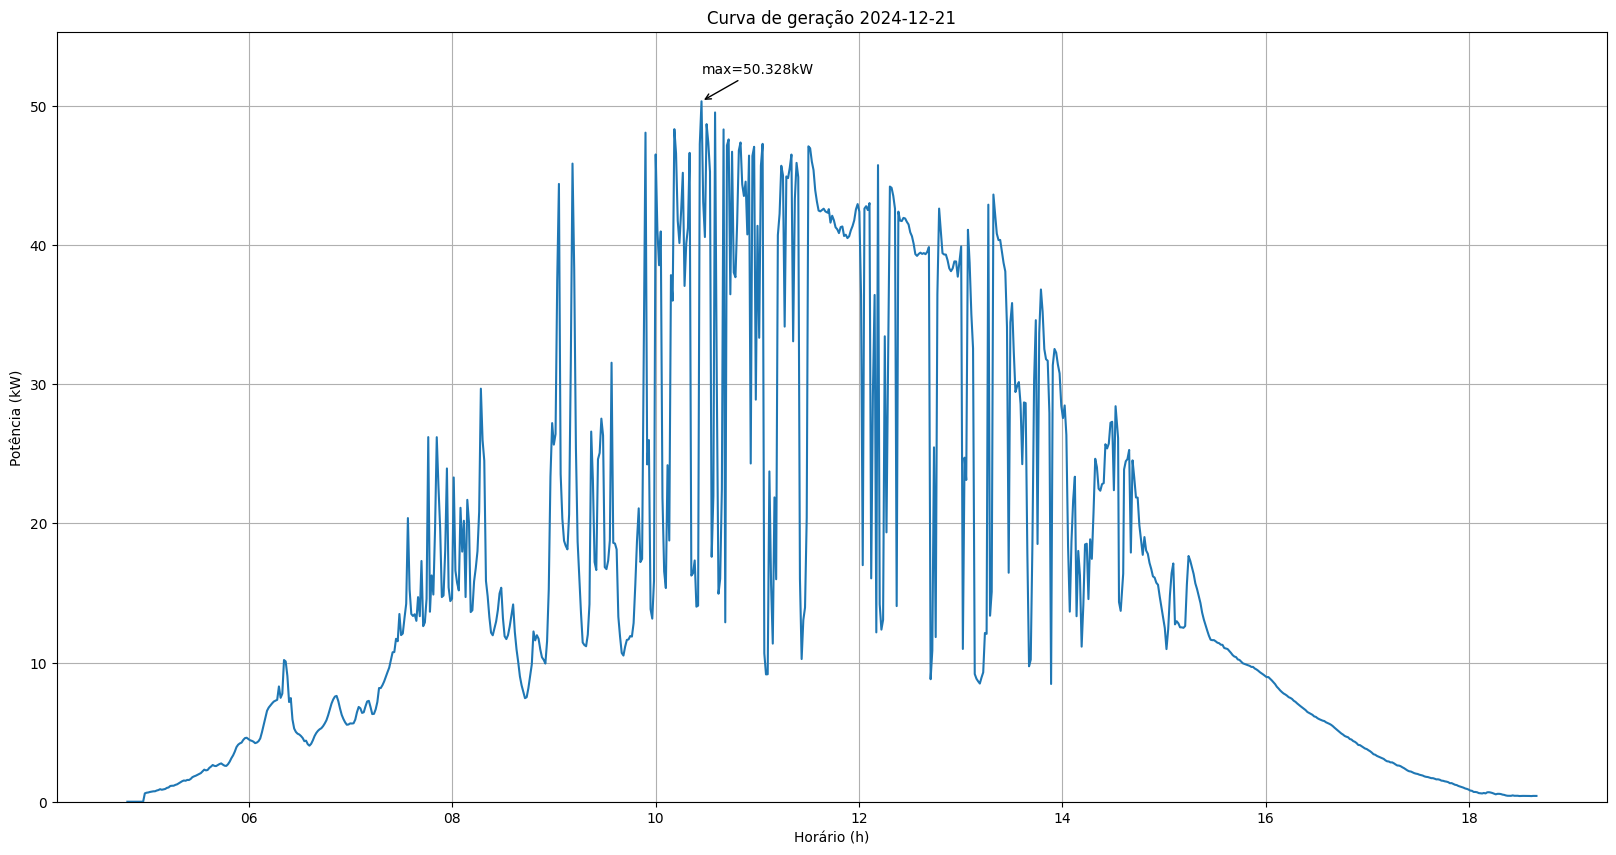 Curva de geração 2024-12-21
max=50.328kW
50
40
30
20
10
0
Potência (kW)
06 08 10 12 14 16 18
Horário (h)